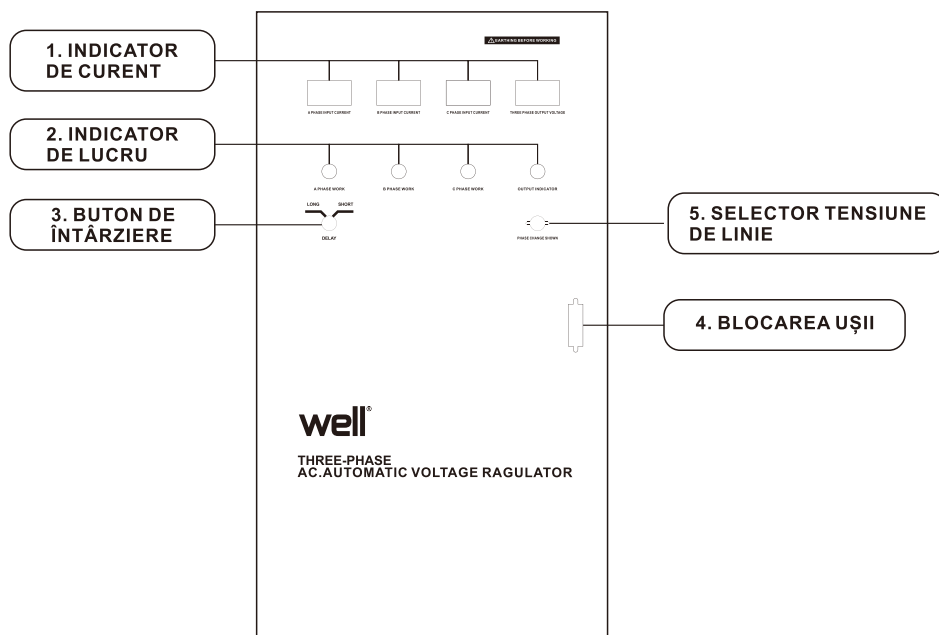 EARTHING BEFORE WORKING
1. INDICATOR
DE CURENT
A PHASE INPUT CURRENT
B PHASE INPUT CURRENT
C PHASE INPUT CURRENT
THREE PHASE OUTPUT VOLTAGE
2. INDICATOR
DE LUCRU
A PHASE WORK
B PHASE WORK
C PHASE WORK
OUTPUT INDICATOR
3. BUTON DE
ÎNTÂRZIERE
LONG
SHORT
DELAY
PHASE CHANGE SHOWN
5. SELECTOR TENSIUNE
DE LINIE
4. BLOCAREA UȘII
well®
THREE-PHASE
AC.AUTOMATIC VOLTAGE RAGULATOR